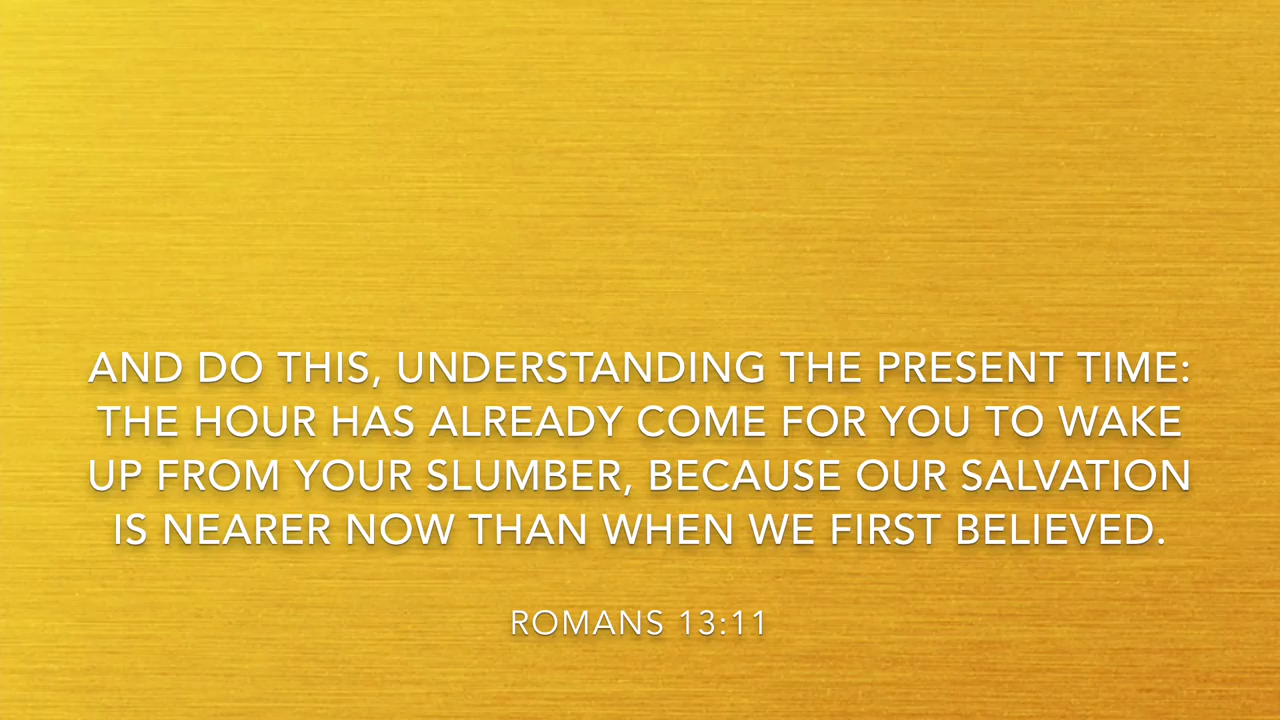 AND DO THIS, UNDERSTANDING THE PRESENT TIME:
THE HOUR HAS ALREADY COME FOR YOU TO WAKE
UP FROM YOUR SLUMBER, BECAUSE OUR SALVATION
IS NEARER NOW THAN WHEN WE FIRST BELIEVED.
ROMANS 13:11